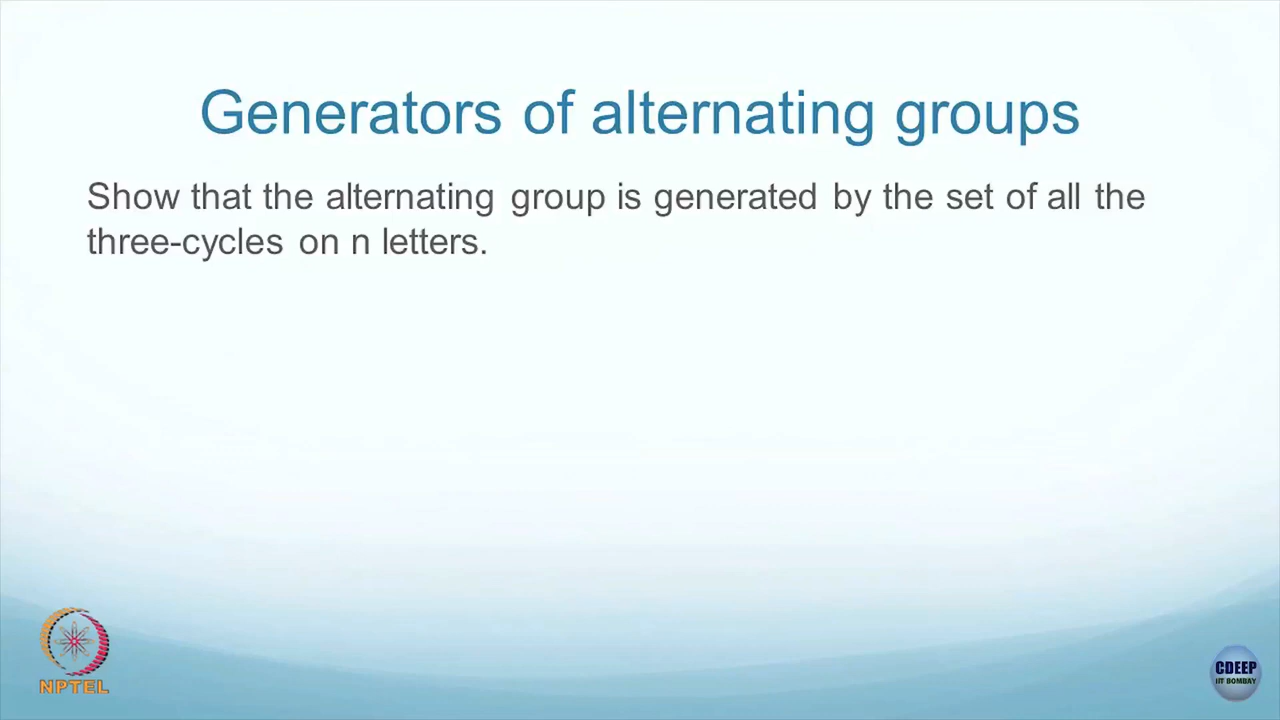 Generators of alternating groups
Show that the alternating group is generated by the set of all the
three-cycles on n letters.
NPTEL
CDEEP
IIT BOMBAY